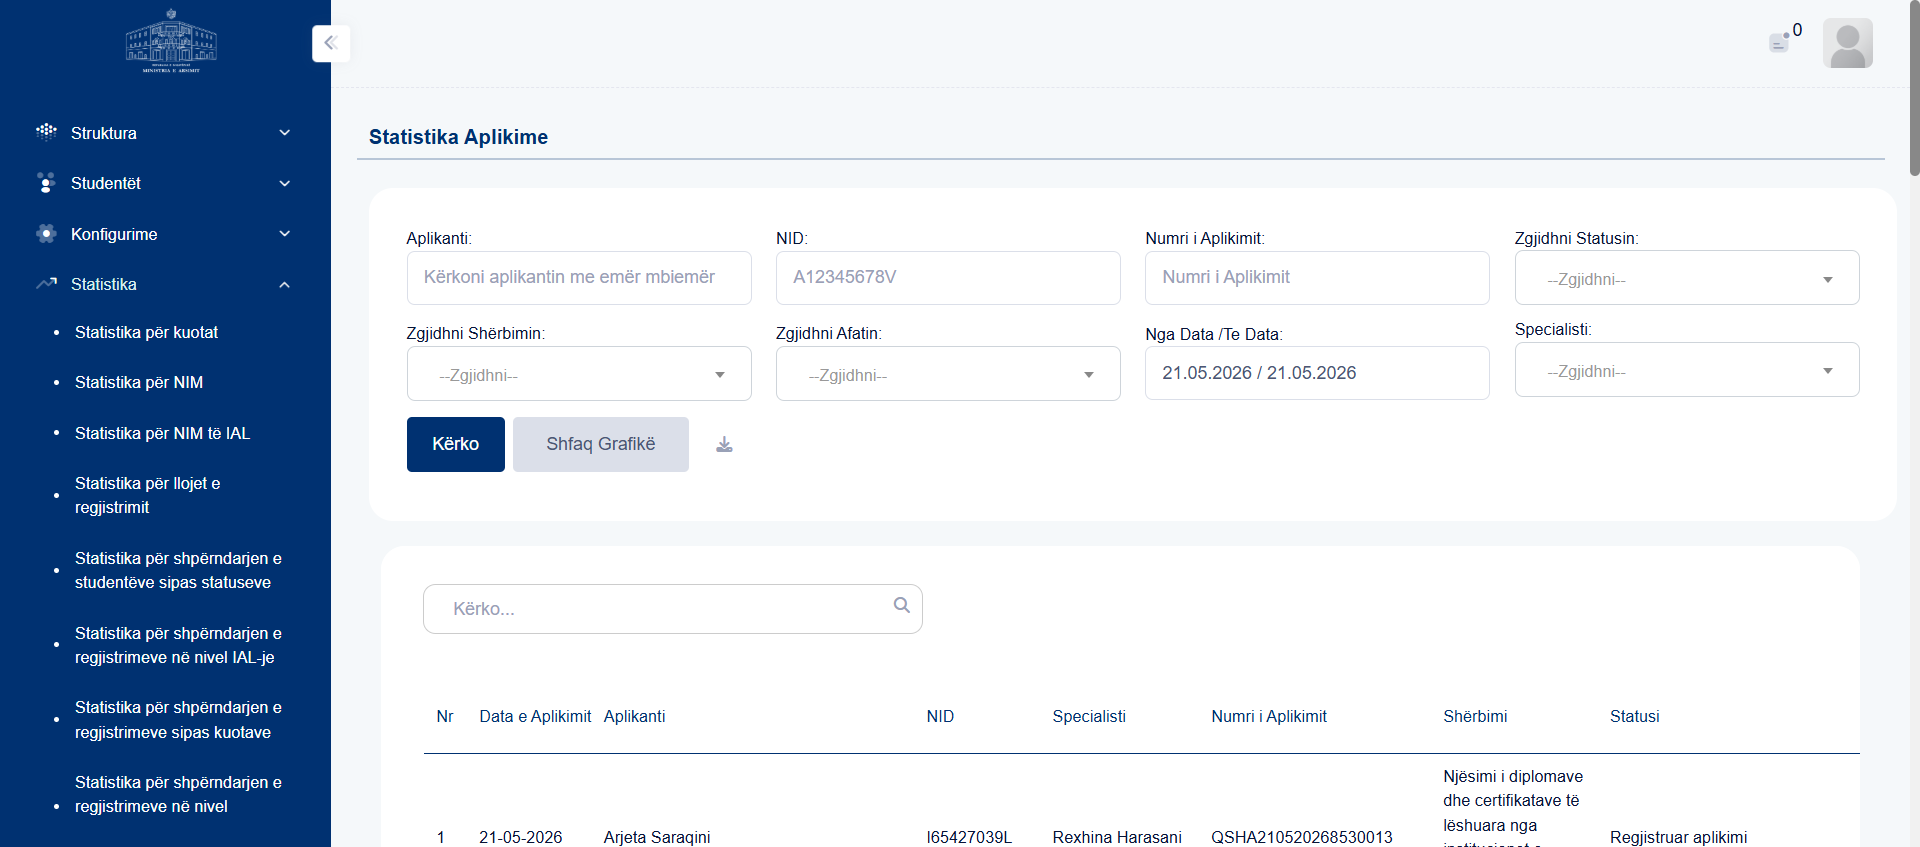 MINISTRIA E ARSIMIT
0
Struktura
Studentët
Konfigurime
Statistika
Statistika për kuotat
Statistika për NIM
Statistika për NIM të IAL
Statistika për llojet e
regjistrimit
Statistika për shpërndarjen e
studentëve sipas statuseve
Statistika për shpërndarjen e
regjistrimeve në nivel IAL-je
Statistika për shpërndarjen e
regjistrimeve sipas kuotave
Statistika për shpërndarjen e
regjistrimeve në nivel
Statistika Aplikime
Aplikanti: NID: Numri i Aplikimit: Zgjidhni Statusin:
Kërkoni aplikantin me emër mbiemër A12345678V Numri i Aplikimit --Zgjidhni--
Zgjidhni Shërbimin: Zgjidhni Afatin: Nga Data /Te Data: Specialisti:
--Zgjidhni-- --Zgjidhni-- 21.05.2026 / 21.05.2026 --Zgjidhni--
Kërko Shfaq Grafikë
Kërko...
Nr Data e Aplikimit Aplikanti NID Specialisti Numri i Aplikimit Shërbimi Statusi
Njësimi i diplomave
dhe certifikatave të
lëshuara nga
1 21-05-2026 Arjeta Saraqini I65427039L Rexhina Harasani QSHA210520268530013 Regjistruar aplikimi